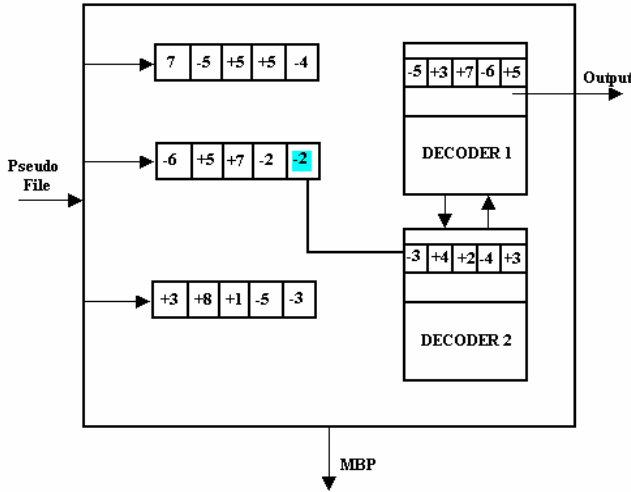 7 -5 +5 +5 -4
-5 +3 +7 -6 +5
Output
-6 +5 +7 -2 -2
DECODER 1
Pseudo
File
-3 +4 +2 -4 +3
+3 +8 +1 -5 -3
DECODER 2
MBP